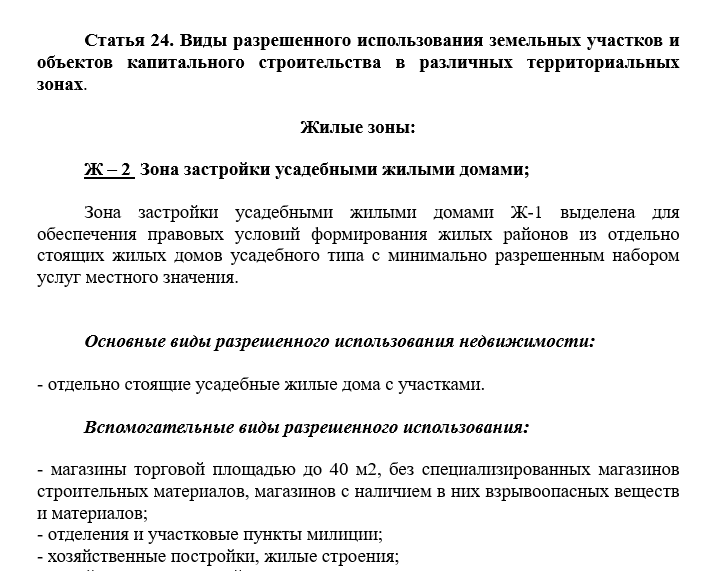 Статья 24. Виды разрешенного использования земельных участков и
объектов капитального строительства в различных территориальных
зонах.
Жилые зоны:
Ж – 2 Зона застройки усадебными жилыми домами;
Зона застройки усадебными жилыми домами Ж-1 выделена для
обеспечения правовых условий формирования жилых районов из отдельно
стоящих жилых домов усадебного типа с минимально разрешенным набором
услуг местного значения.
Основные виды разрешенного использования недвижимости:
- отдельно стоящие усадебные жилые дома с участками.
Вспомогательные виды разрешенного использования:
- магазины торговой площадью до 40 м2, без специализированных магазинов
строительных материалов, магазинов с наличием в них взрывоопасных веществ
и материалов;
- отделения и участковые пункты милиции;
- хозяйственные постройки, жилые строения;